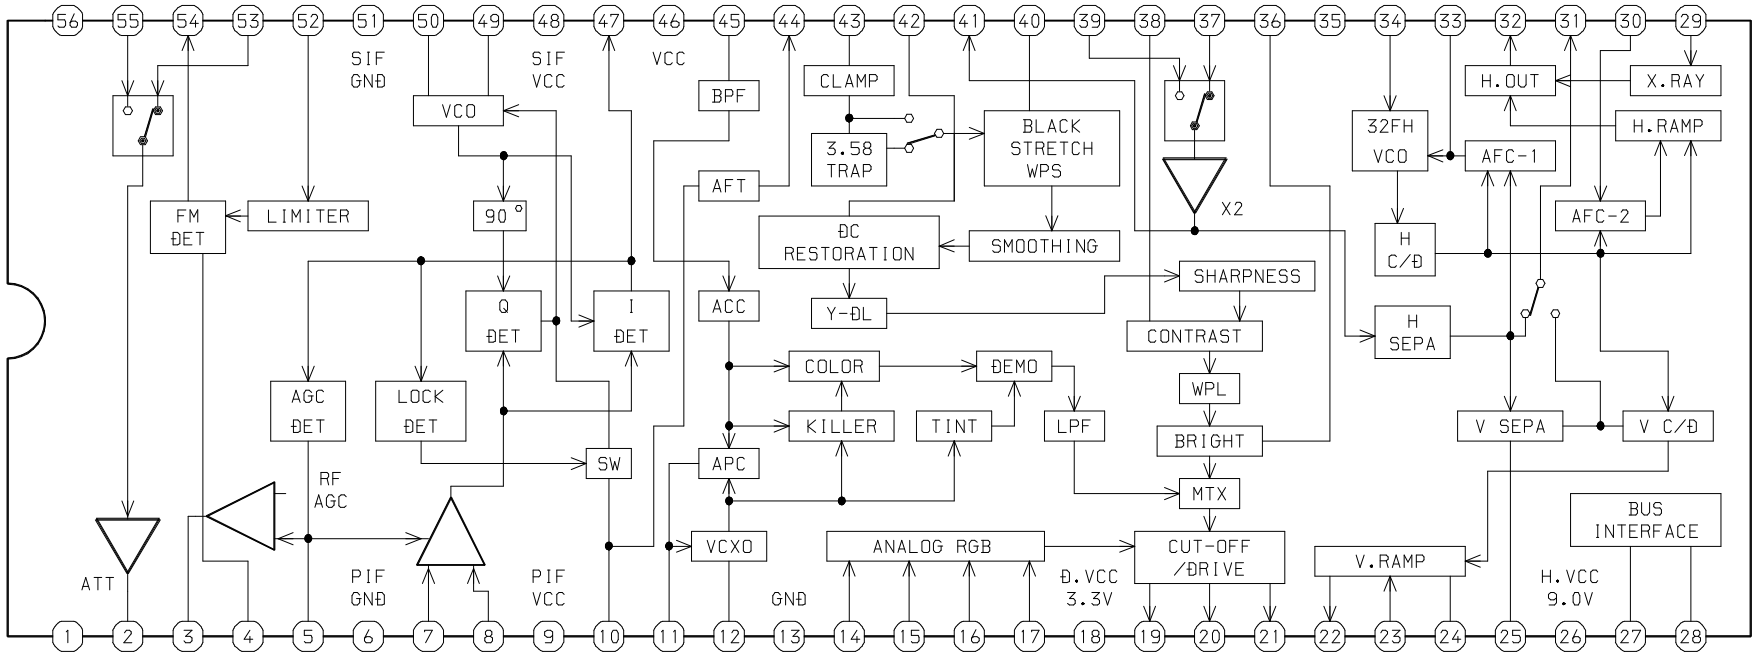 56 55 54 53 52 51 50 49 48 47 46 45 44 43 42 41 40 39 38 37 36 35 34 33 32 31 30 29
SIF
GND
SIF
VCC
VCC
VCO
BPF
CLAMP
3.58
TRAP
BLACK
STRETCH
WPS
32FH
VCO
AFC-1
H.OUT
X.RAY
H.RAMP
AFT
X2
FM
DET
LIMITER
90°
DC
RESTORATION
SMOOTHING
H
C/D
AFC-2
Q
DET
I
DET
ACC
Y-DL
SHARPNESS
CONTRAST
H
SEPA
AGC
DET
LOCK
DET
COLOR
DEMO
WPL
KILLER
TINT
LPF
BRIGHT
V SEPA
V C/D
SW
APC
MTX
RF
AGC
BUS
INTERFACE
VCXO
ANALOG RGB
CUT-OFF
/DRIVE
V.RAMP
ATT
PIF
GND
PIF
VCC
GND
D.VCC
3.3V
H.VCC
9.0V
1 2 3 4 5 6 7 8 9 10 11 12 13 14 15 16 17 18 19 20 21 22 23 24 25 26 27 28